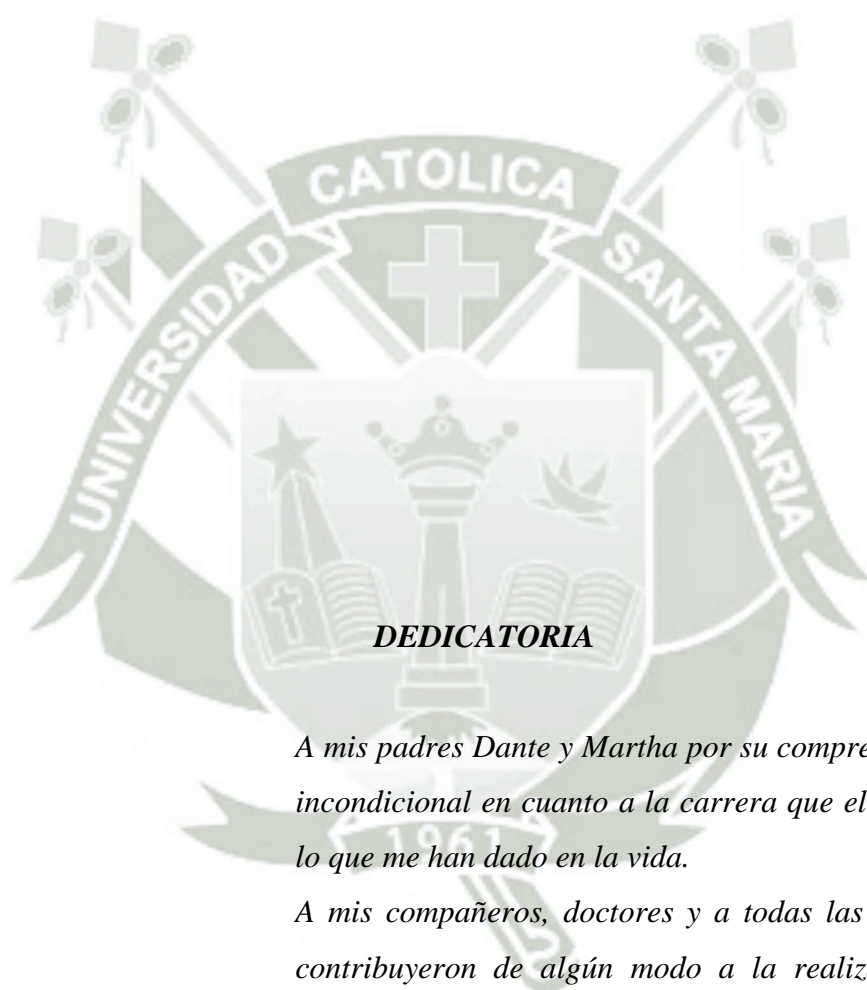 UNIVERSIDAD CATOLICA SANTA MARIA
DEDICATORIA
A mis padres Dante y Martha por su compre
incondicional en cuanto a la carrera que el
1961
lo que me han dado en la vida.
A mis compañeros, doctores y a todas las
contribuyeron de algún modo a la realiz